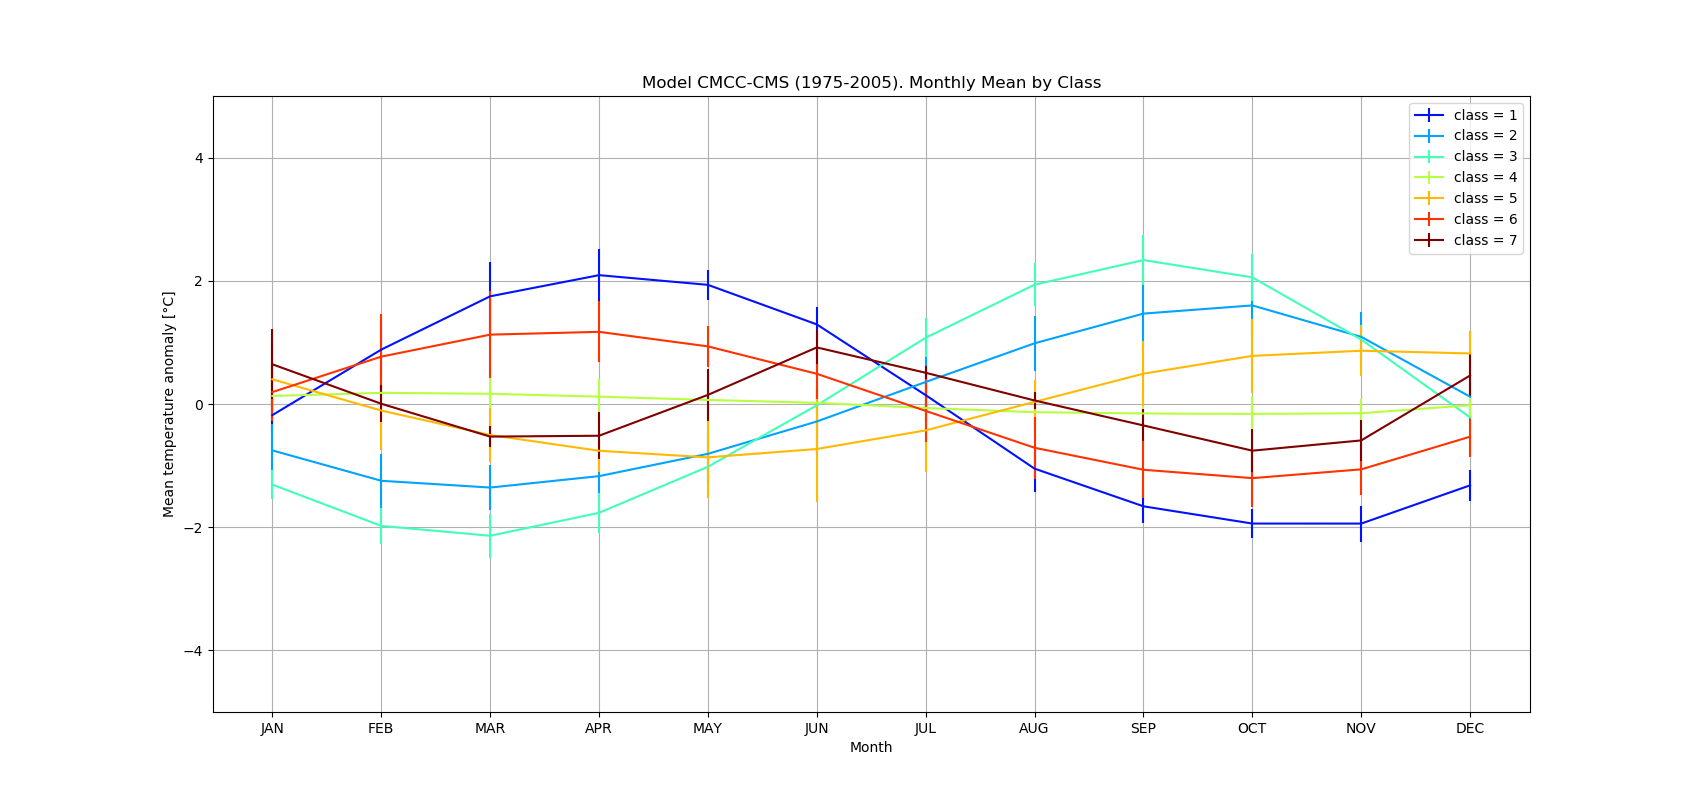 Model CMCC-CMS (1975-2005). Monthly Mean by Class
class = 1
class = 2
class = 3
class = 4
class = 5
class = 6
class = 7
Mean temperature anomaly [°C]
4
2
0
−2
−4
JAN FEB MAR APR MAY JUN JUL AUG SEP OCT NOV DEC
Month